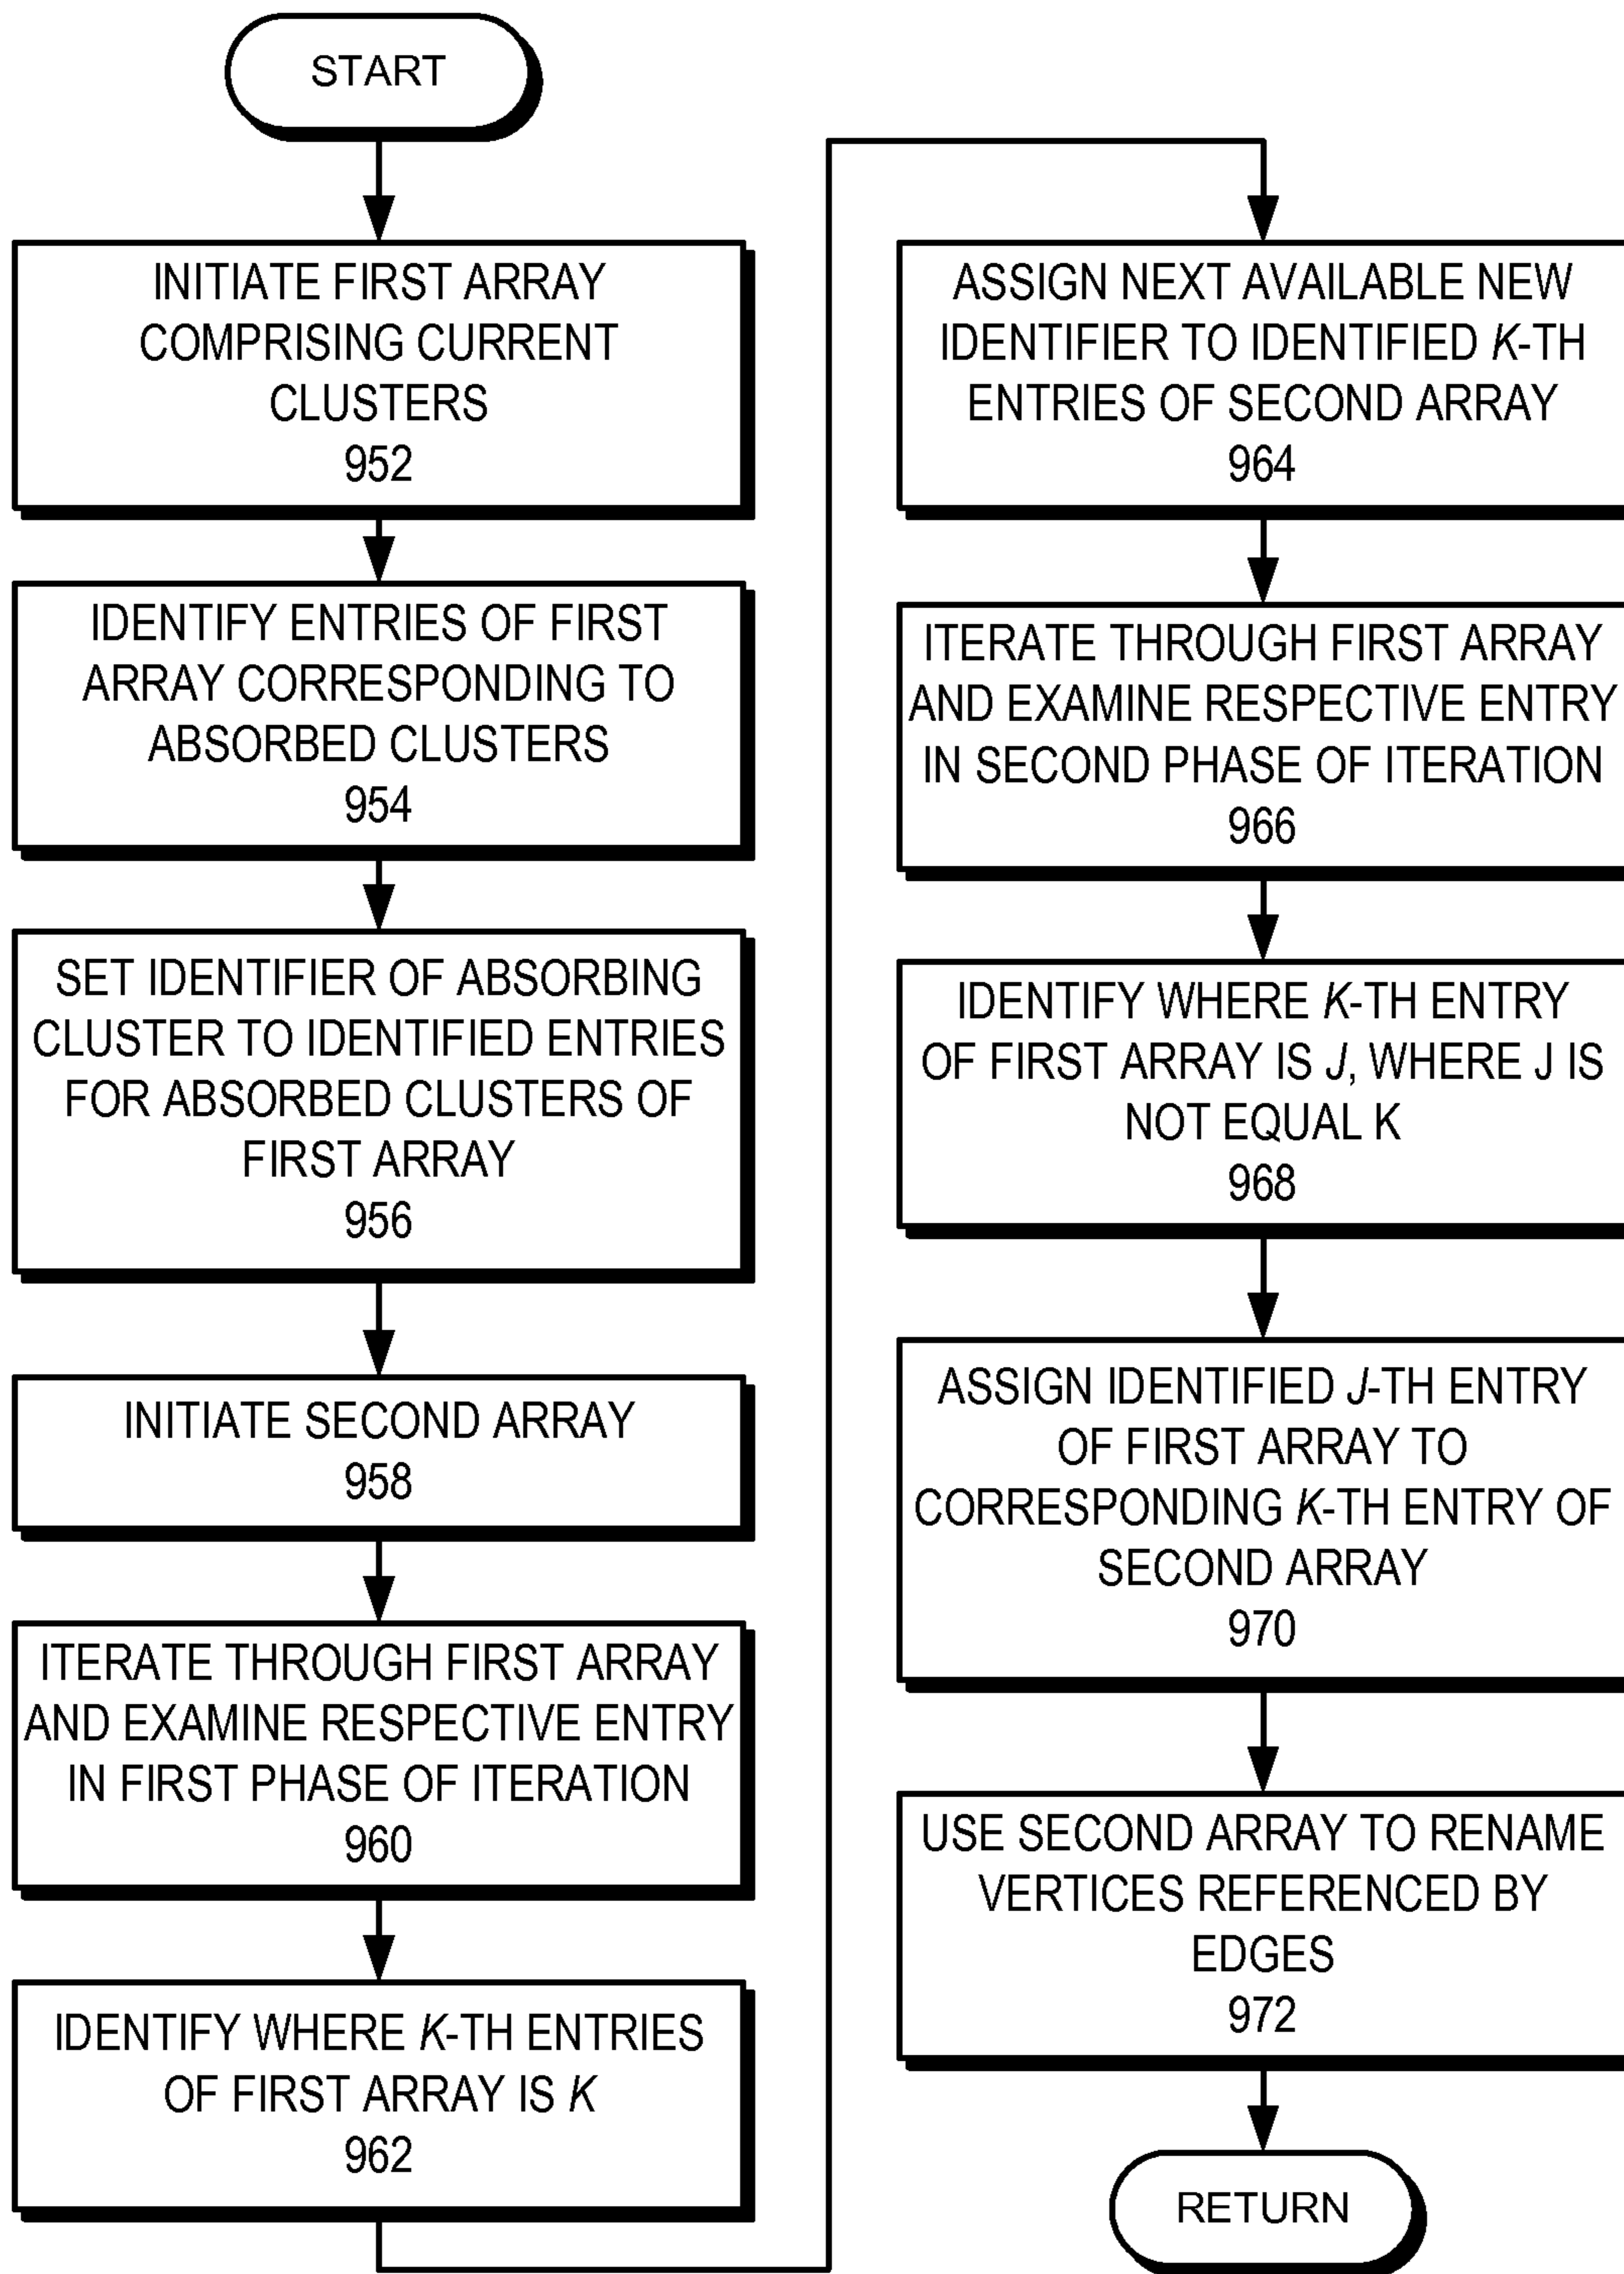 START
INITIATE FIRST ARRAY
COMPRISING CURRENT
CLUSTERS
952
IDENTIFY ENTRIES OF FIRST
ARRAY CORRESPONDING TO
ABSORBED CLUSTERS
954
SET IDENTIFIER OF ABSORBING
CLUSTER TO IDENTIFIED ENTRIES
FOR ABSORBED CLUSTERS OF
FIRST ARRAY
956
INITIATE SECOND ARRAY
958
ITERATE THROUGH FIRST ARRAY
AND EXAMINE RESPECTIVE ENTRY
IN FIRST PHASE OF ITERATION
960
IDENTIFY WHERE K-TH ENTRIES
OF FIRST ARRAY IS K
962
ASSIGN NEXT AVAILABLE NEW
IDENTIFIER TO IDENTIFIED K-TH
ENTRIES OF SECOND ARRAY
964
ITERATE THROUGH FIRST ARRAY
AND EXAMINE RESPECTIVE ENTRY
IN SECOND PHASE OF ITERATION
966
IDENTIFY WHERE K-TH ENTRY
OF FIRST ARRAY IS J, WHERE J IS
NOT EQUAL K
968
ASSIGN IDENTIFIED J-TH ENTRY
OF FIRST ARRAY TO
CORRESPONDING K-TH ENTRY OF
SECOND ARRAY
970
USE SECOND ARRAY TO RENAME
VERTICES REFERENCED BY
EDGES
972
RETURN